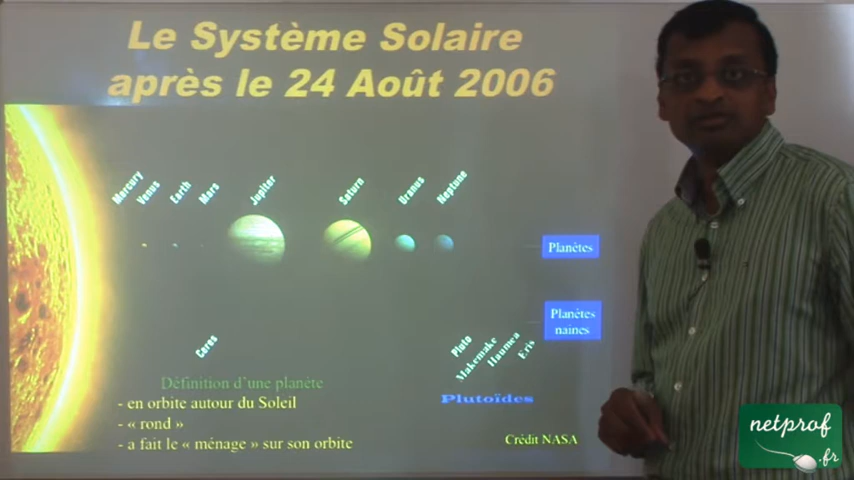 Le Système Solaire
après le 24 Août 2006
Mercury
Venus
Earth
Mars
Jupiter
Saturn
Uranus
Neptune
Planètes
Planètes
naines
Ceres
Pluto
Makemake
Haumea
Eris
Plutoïdes
Définition d'une planète
- en orbite autour du Soleil
- « rond »
- a fait le « ménage » sur son orbite
Crédit NASA
netprof
.fr